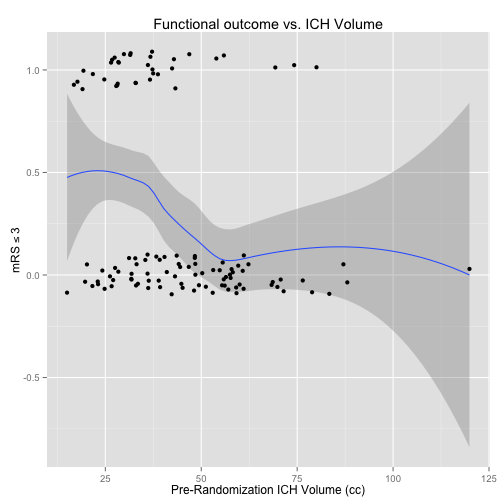 Functional outcome vs. ICH Volume
mRS ≤ 3
1.0
0.5
0.0
-0.5
25 50 75 100 125
Pre-Randomization ICH Volume (cc)